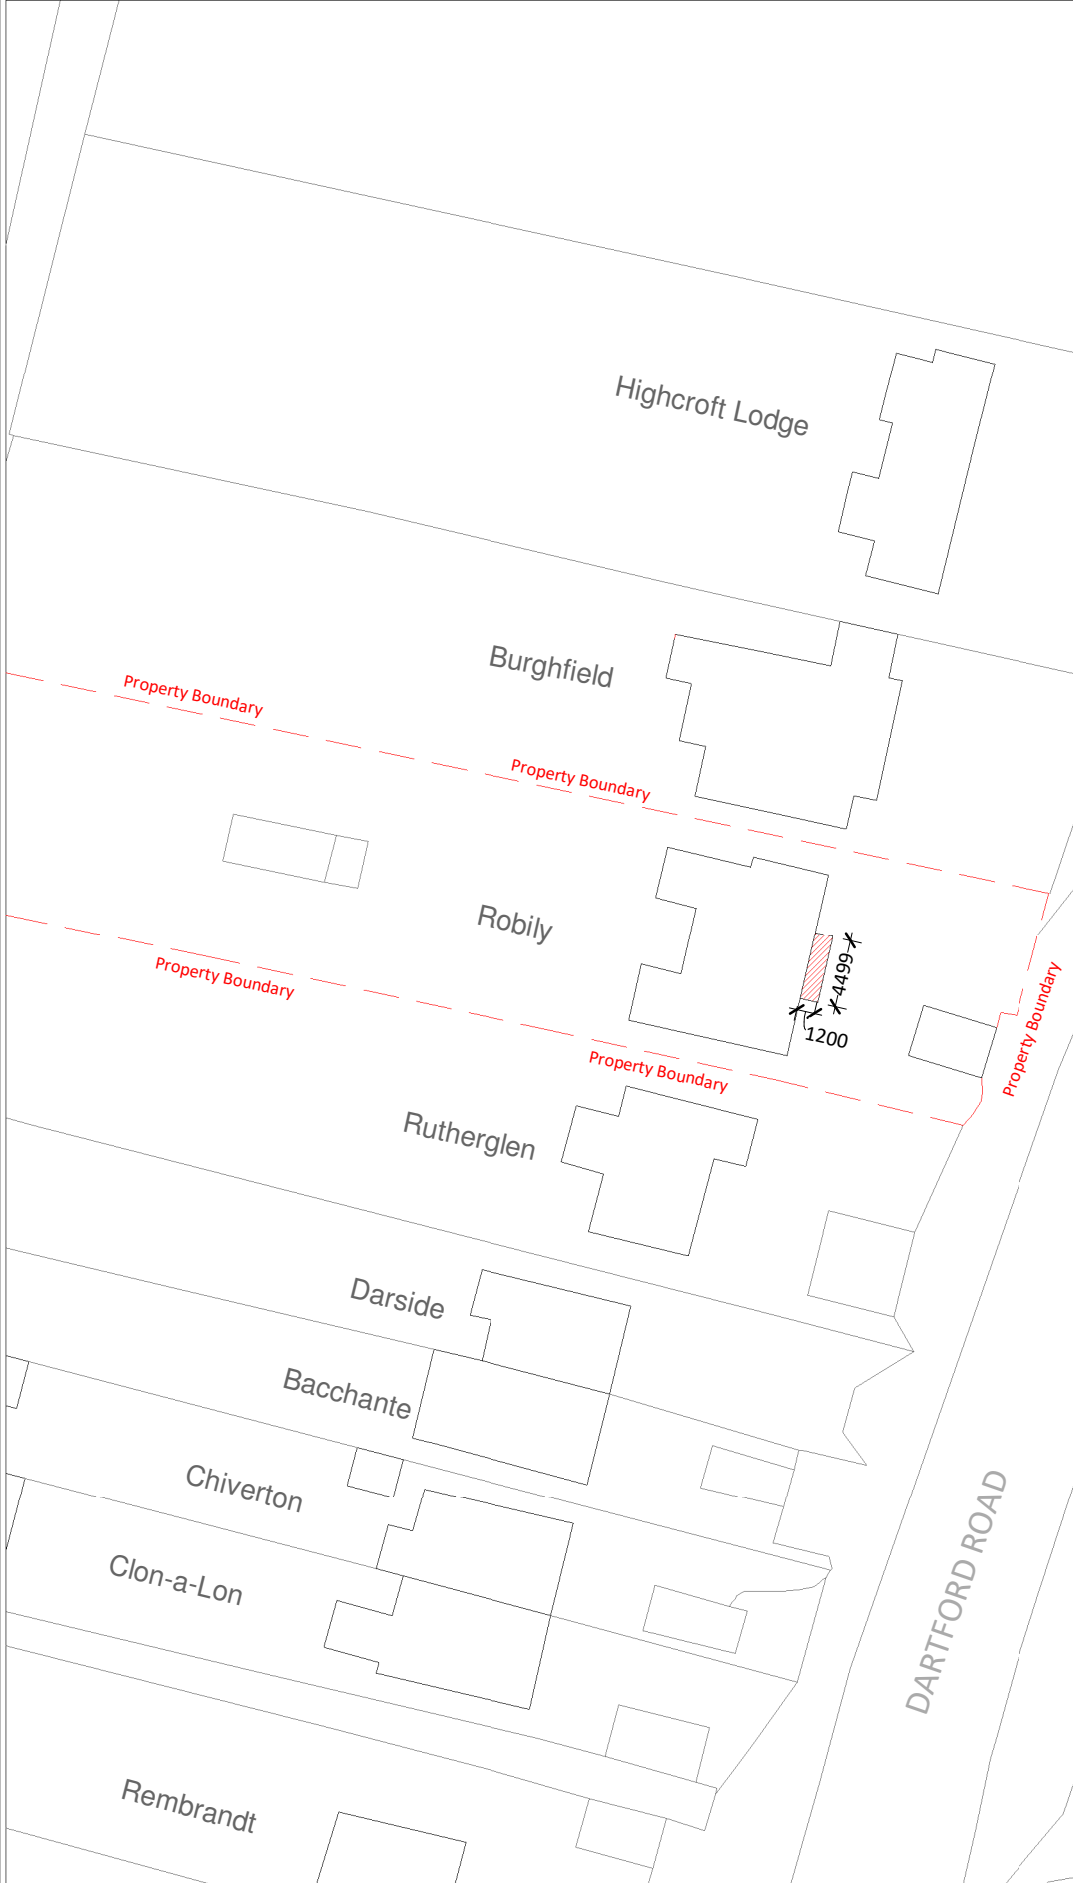 Highcroft Lodge
Burghfield
Property Boundary
Property Boundary
Robily
4499
1200
Property Boundary
Property Boundary
Property Boundary
Rutherglen
Darside
Bacchante
Chiverton
Clon-a-Lon
DARTFORD ROAD
Rembrandt